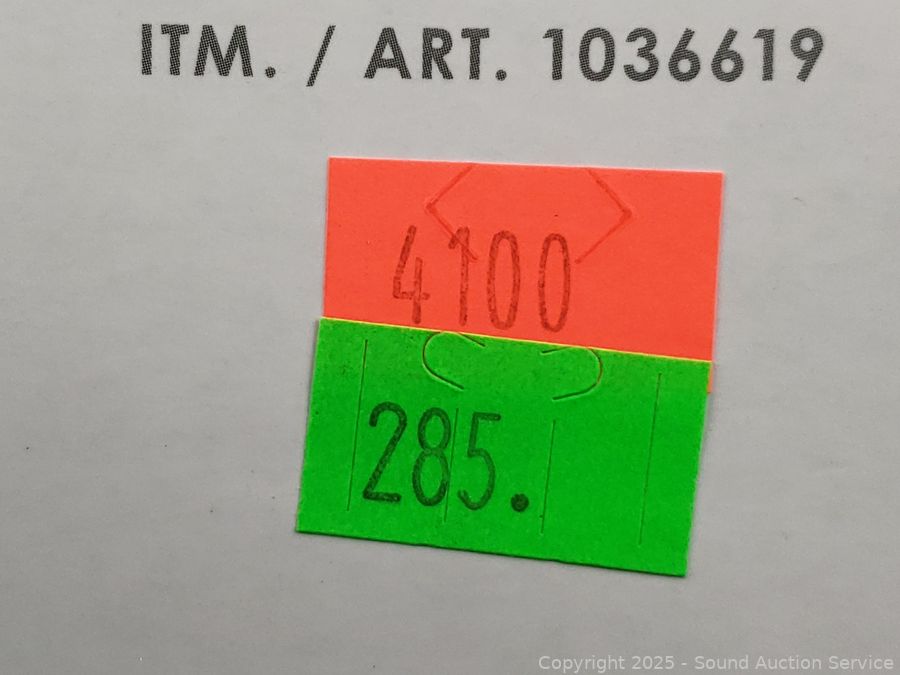 ITM. / ART. 1036619
4100
285.
Copyright 2025 - Sound Auction Service